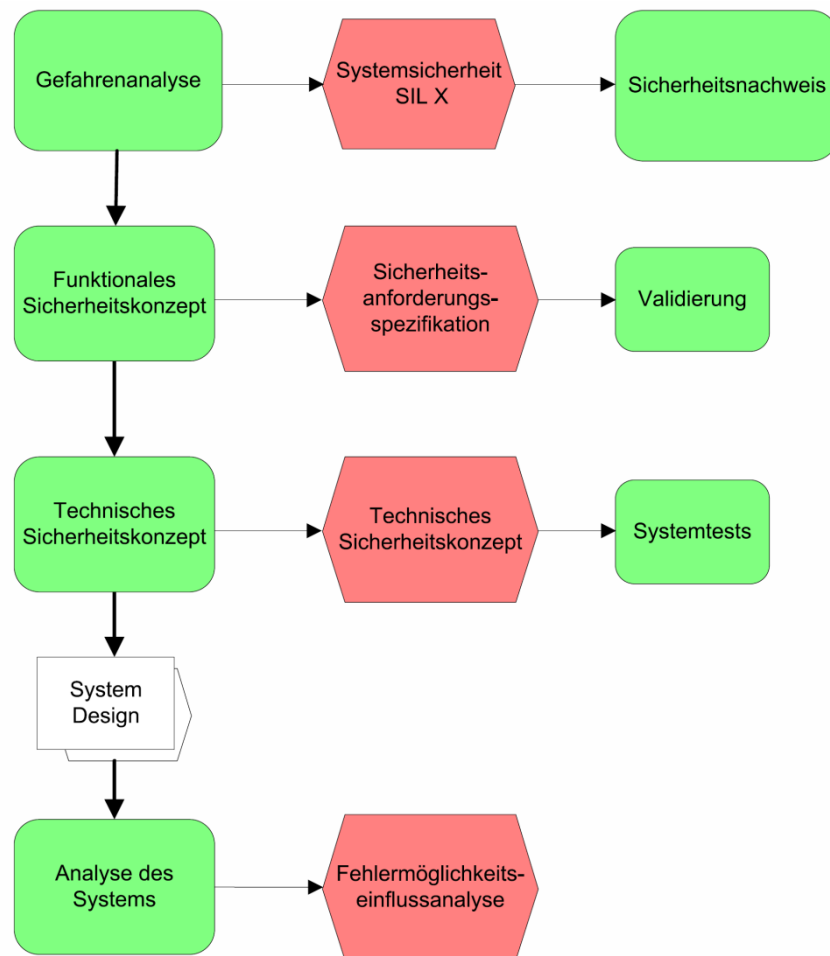 Gefahrenanalyse
Systemsicherheit
SIL X
Sicherheitsnachweis
Funktionales
Sicherheitskonzept
Sicherheits-
anforderungs-
spezifikation
Validierung
Technisches
Sicherheitskonzept
Technisches
Sicherheitskonzept
Systemtests
System
Design
Analyse des
Systems
Fehlermöglichkeits-
einflussanalyse